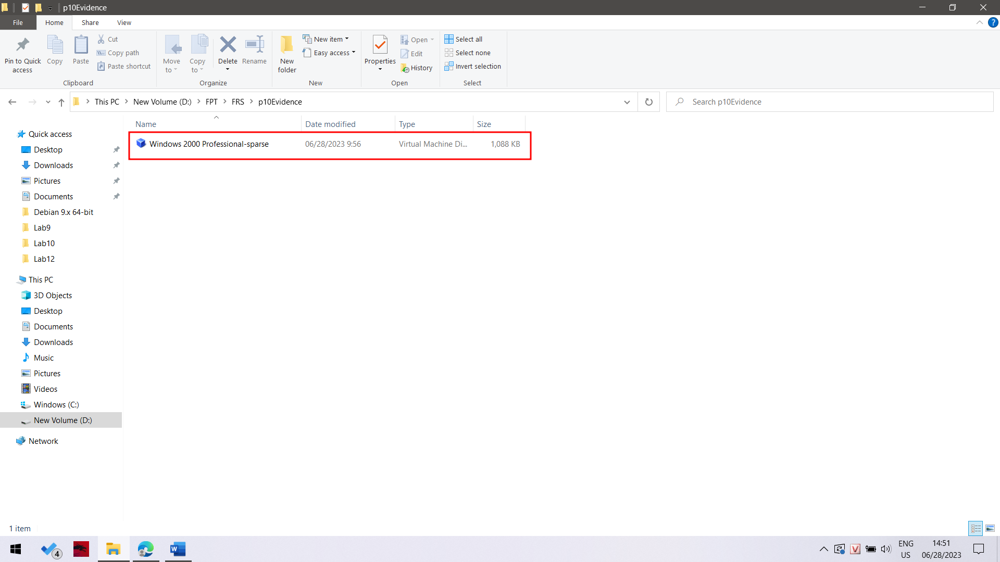 p10Evidence
File Home Share View
Pin to Quick access
Copy
Paste
Cut
Copy path
Paste shortcut
Clipboard
Move to
Copy to
Delete
Rename
Organize
New folder
New item
Easy access
New
Properties
Open
Edit
History
Open
Select all
Select none
Invert selection
Select
This PC New Volume (D:) FPT FRS p10Evidence
Search p10Evidence
Name Date modified Type Size
Windows 2000 Professional-sparse 06/28/2023 9:56 Virtual Machine Di... 1,088 KB
Quick access
Desktop
Downloads
Pictures
Documents
Debian 9.x 64-bit
Lab9
Lab10
Lab12
This PC
3D Objects
Desktop
Documents
Downloads
Music
Pictures
Videos
Windows (C:)
New Volume (D:)
Network
1 item
4
W
V
ENG
US
14:51
06/28/2023